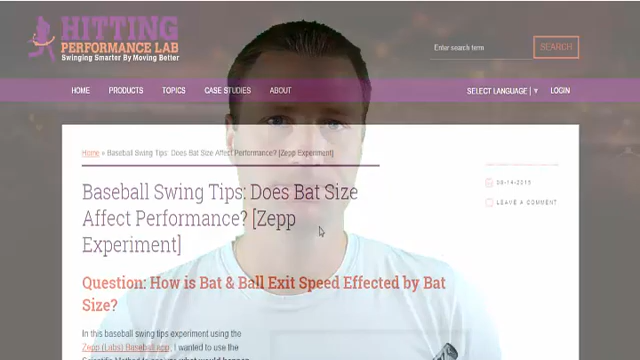 HITTING
PERFORMANCE LAB
Swinging Smarter By Moving Better
Enter search term
SEARCH
HOME PRODUCTS TOPICS CASE STUDIES ABOUT SELECT LANGUAGE ▼ LOGIN
Home » Baseball Swing Tips: Does Bat Size Affect Performance? [Zepp Experiment]
Baseball Swing Tips: Does Bat Size
Affect Performance? [Zepp
Experiment]
08-14-2015
LEAVE A COMMENT
Question: How is Bat & Ball Exit Speed Effected by Bat
Size?
In this baseball swing tips experiment using the
Zepp (Labs) Baseball app, I wanted to use the